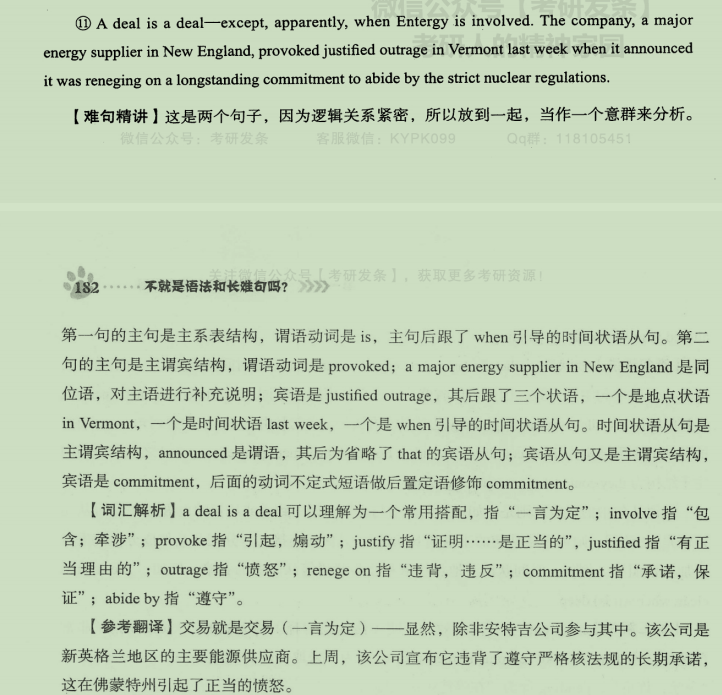 微信公众号【考研发条】
考研人的精神家园
⑪ A deal is a deal—except, apparently, when Entergy is involved. The company, a major
energy supplier in New England, provoked justified outrage in Vermont last week when it announced
it was reneging on a longstanding commitment to abide by the strict nuclear regulations.
【难句精讲】这是两个句子，因为逻辑关系紧密，所以放到一起，当作一个意群来分析。
微信公众号：考研发条 客服微信：KYPK099 Qq群：118105451
关注微信公众号【考研发条】，获取更多考研资源！
182 ······ 不就是语法和长难句吗？
第一句的主句是主系表结构，谓语动词是 is，主句后跟了 when 引导的时间状语从句。第二
句的主句是主谓宾结构，谓语动词是 provoked；a major energy supplier in New England 是同
位语，对主语进行补充说明；宾语是 justified outrage，其后跟了三个状语，一个是地点状语
in Vermont，一个是时间状语 last week，一个是 when 引导的时间状语从句。时间状语从句是
主谓宾结构，announced 是谓语，其后为省略了 that 的宾语从句；宾语从句又是主谓宾结构，
宾语是 commitment，后面的动词不定式短语做后置定语修饰 commitment。
【词汇解析】a deal is a deal 可以理解为一个常用搭配，指“一言为定”；involve 指“包
含；牵涉”；provoke 指“引起，煽动”；justify 指“证明……是正当的”，justified 指“有正
当理由的”；outrage 指“愤怒”；renege on 指“违背，违反”；commitment 指“承诺，保
证”；abide by 指“遵守”。
【参考翻译】交易就是交易（一言为定）——显然，除非安特吉公司参与其中。该公司是
新英格兰地区的主要能源供应商。上周，该公司宣布它违背了遵守严格核法规的长期承诺，
这在佛蒙特州引起了正当的愤怒。